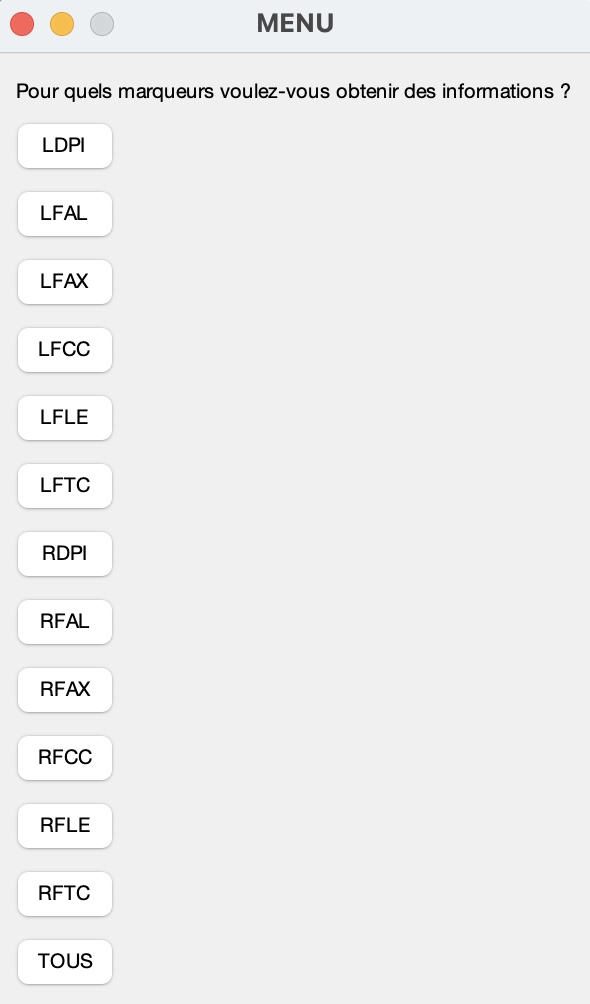 MENU
Pour quels marqueurs voulez-vous obtenir des informations ?
LDPI
LFAL
LFAX
LFCC
LFLE
LFTC
RDPI
RFAL
RFAX
RFCC
RFLE
RFTC
TOUS